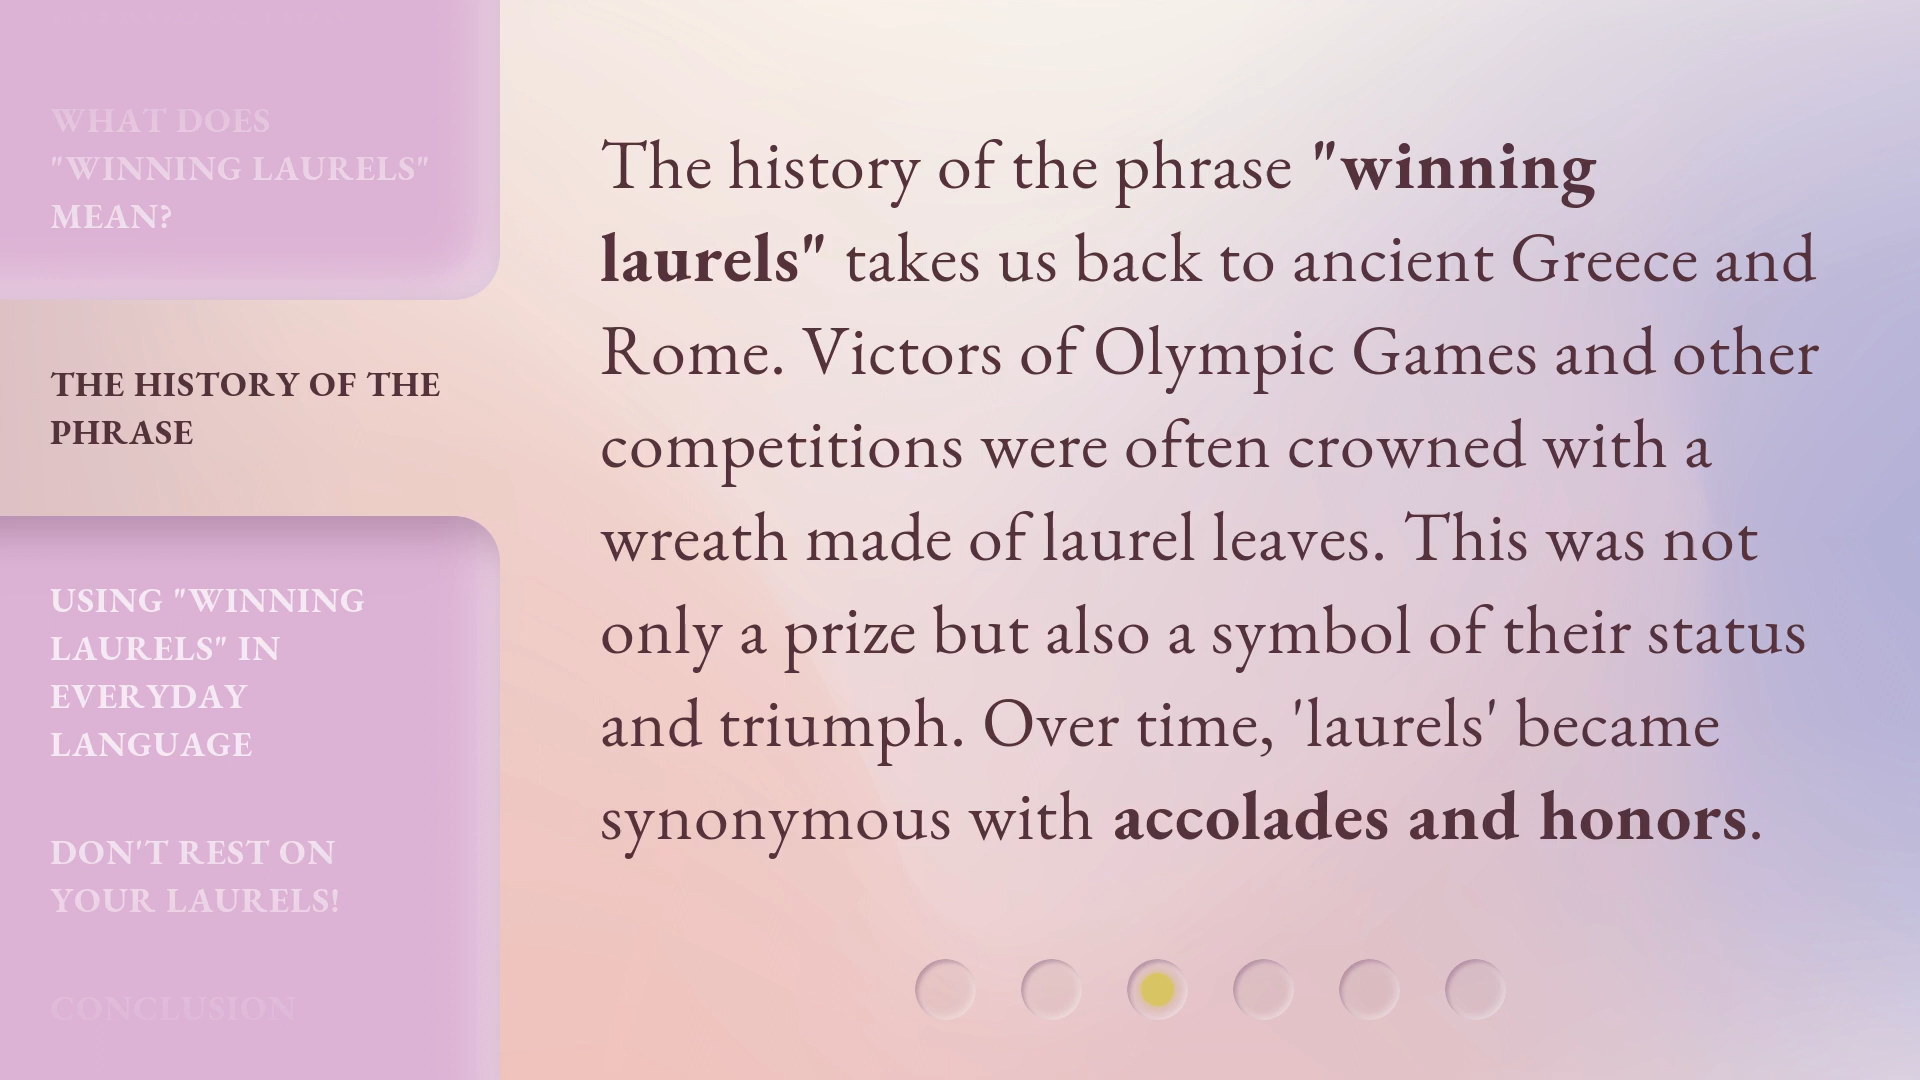 WHAT DOES
"WINNING LAURELS"
MEAN?
THE HISTORY OF THE
PHRASE
USING "WINNING
LAURELS" IN
EVERYDAY
LANGUAGE
DON'T REST ON
YOUR LAURELS!
CONCLUSION
The history of the phrase "winning
laurels" takes us back to ancient Greece and
Rome. Victors of Olympic Games and other
competitions were often crowned with a
wreath made of laurel leaves. This was not
only a prize but also a symbol of their status
and triumph. Over time, 'laurels' became
synonymous with accolades and honors.